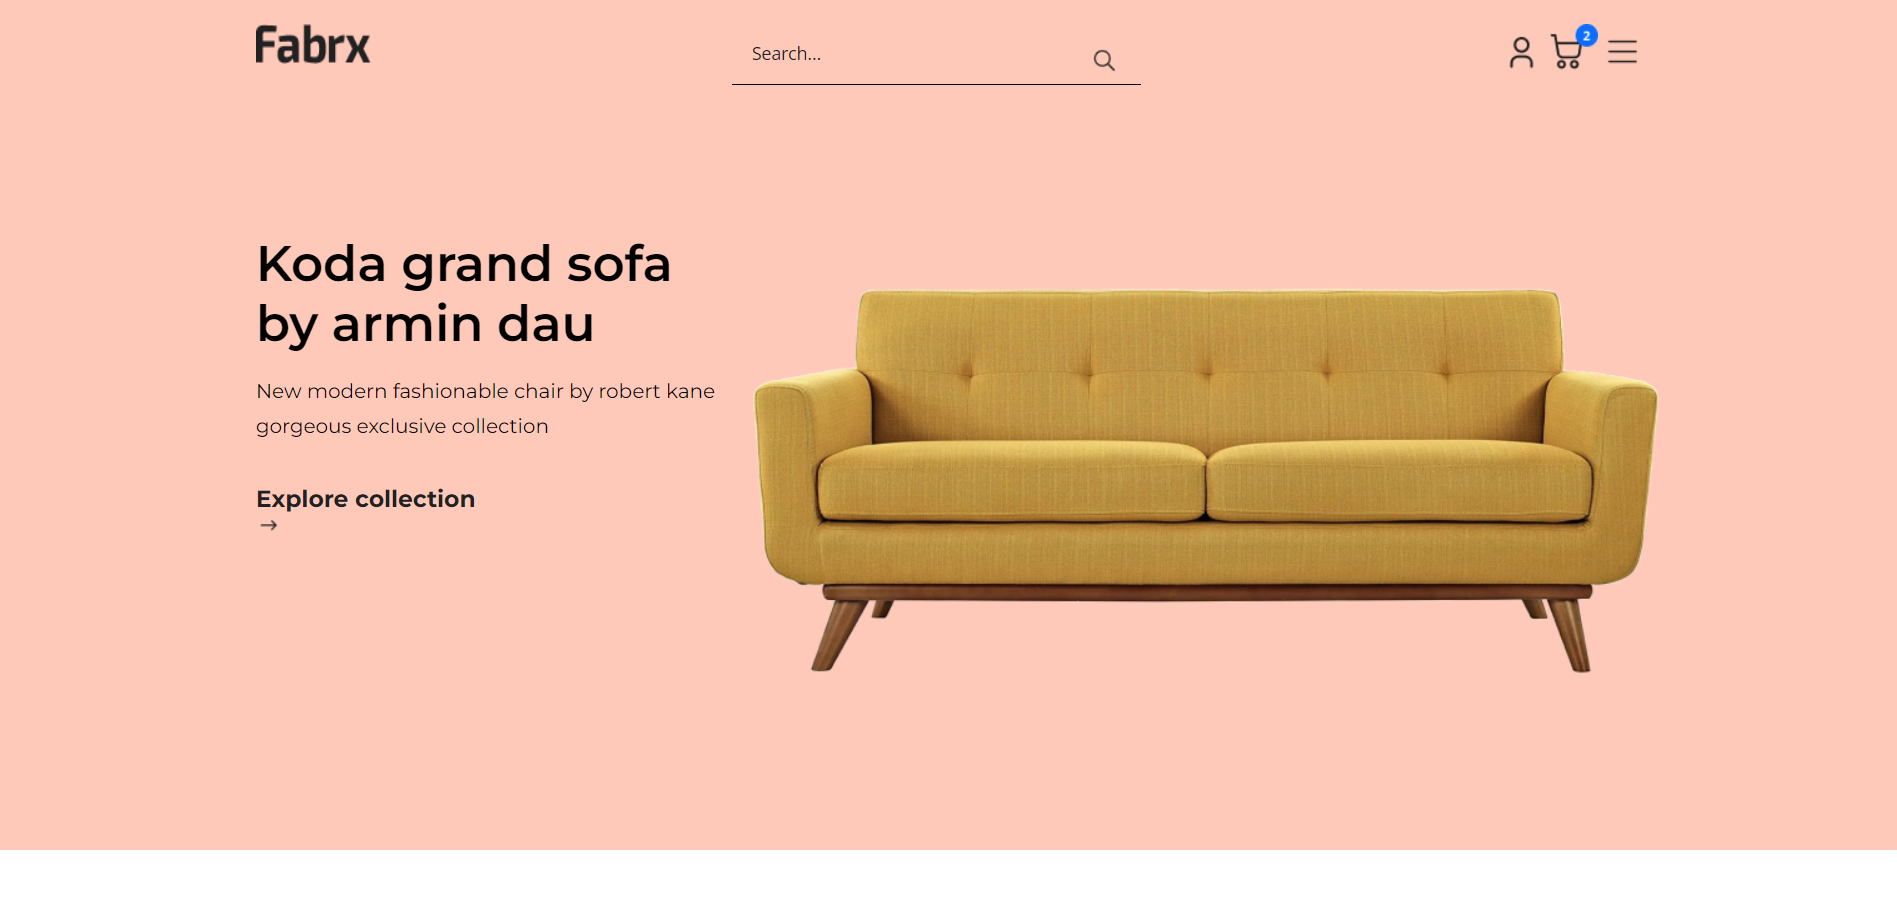 Fabrx
Search...
2
Koda grand sofa
by armin dau
New modern fashionable chair by robert kane
gorgeous exclusive collection
Explore collection
→